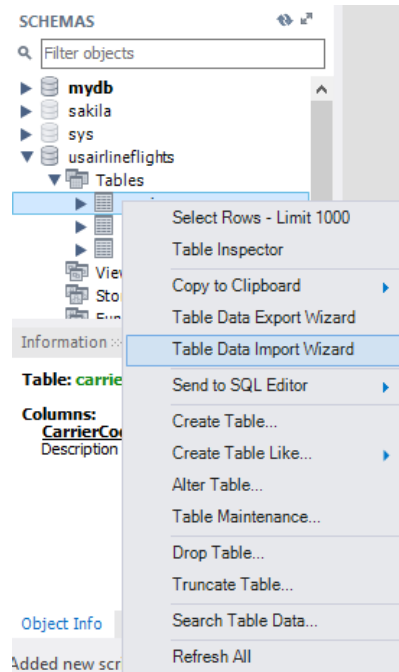 SCHEMAS
Filter objects
mydb
sakila
sys
usairlineflights
Tables
Select Rows - Limit 1000
Table Inspector
Copy to Clipboard
Table Data Export Wizard
Table Data Import Wizard
Send to SQL Editor
Create Table...
Create Table Like...
Alter Table...
Table Maintenance...
Drop Table...
Truncate Table...
Search Table Data...
Refresh All
Vie
Sto
Information
Table: carrie
Columns:
CarrierCo
Description
Object Info
Added new scr